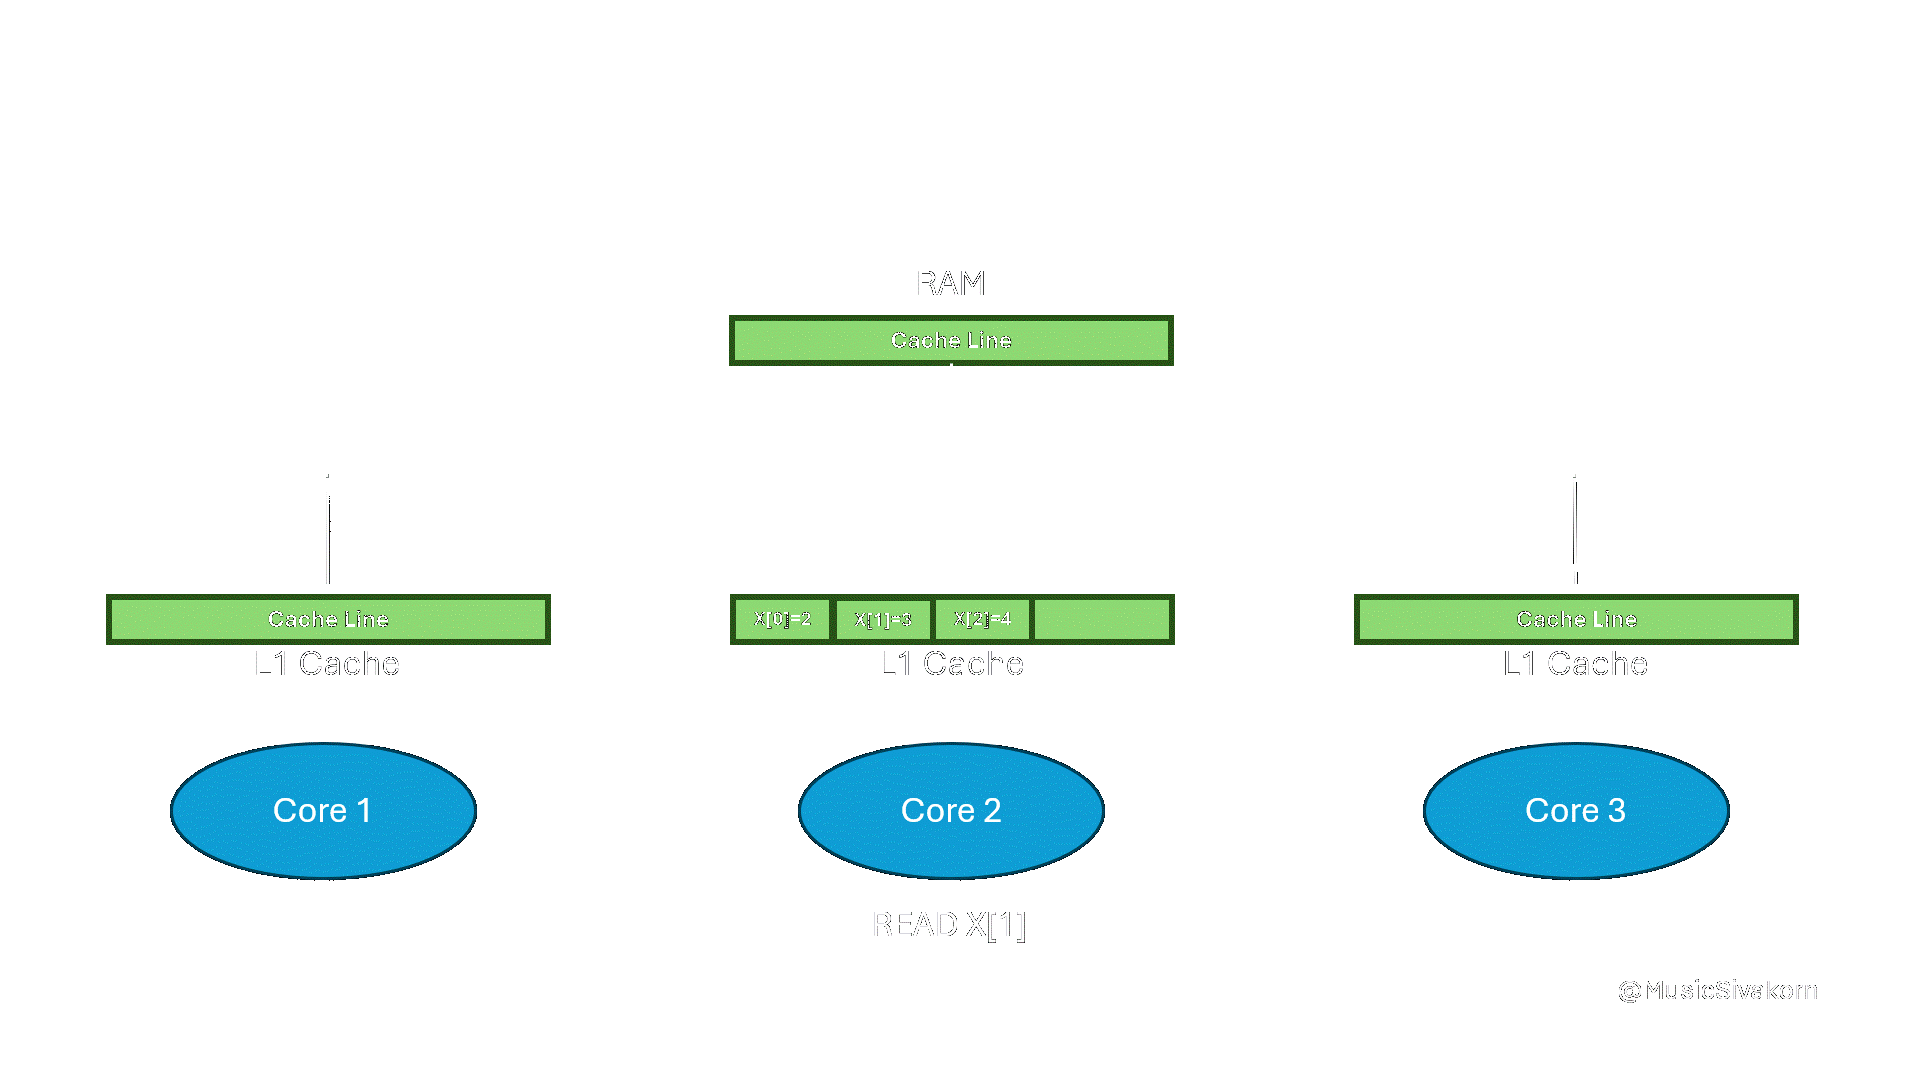 RAM
Cache Line
Cache Line
X[0]=2 X[1]=3 X[2]=4
Cache Line
L1 Cache
L1 Cache
L1 Cache
Core 1
Core 2
Core 3
READ X[1]
@MusicSivakorn